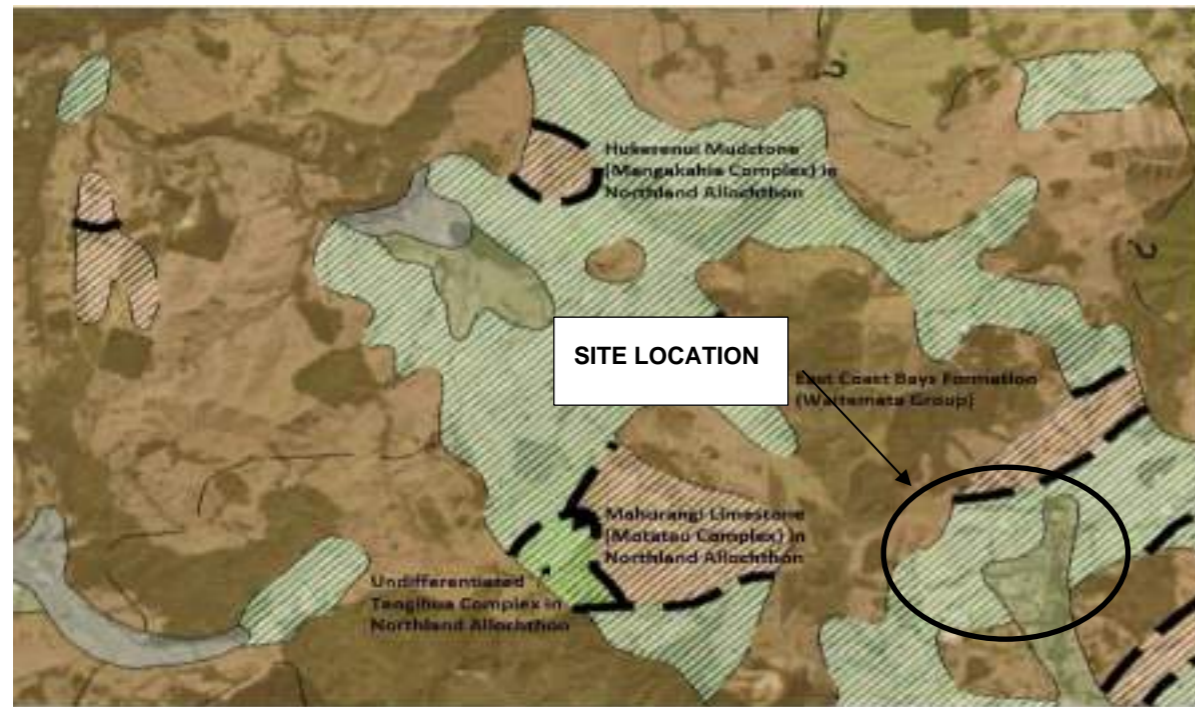 Hukerenui Mudstone
(Mangakahia Complex) in
Northland Allochthon
SITE LOCATION
East Coast Bays Formation
(Waitemata Group)
Mahurangi Limestone
(Motatau Complex) in
Northland Allochthon
Undifferentiated
Tangihua Complex in
Northland Allochthon